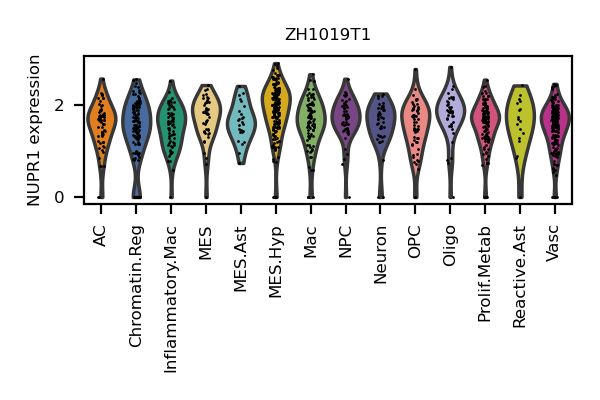 ZH1019T1
NUPR1 expression
2
0
AC
Chromatin.Reg
Inflammatory.Mac
MES
MES.Ast
MES.Hyp
Mac
NPC
Neuron
OPC
Oligo
Prolif.Metab
Reactive.Ast
Vasc